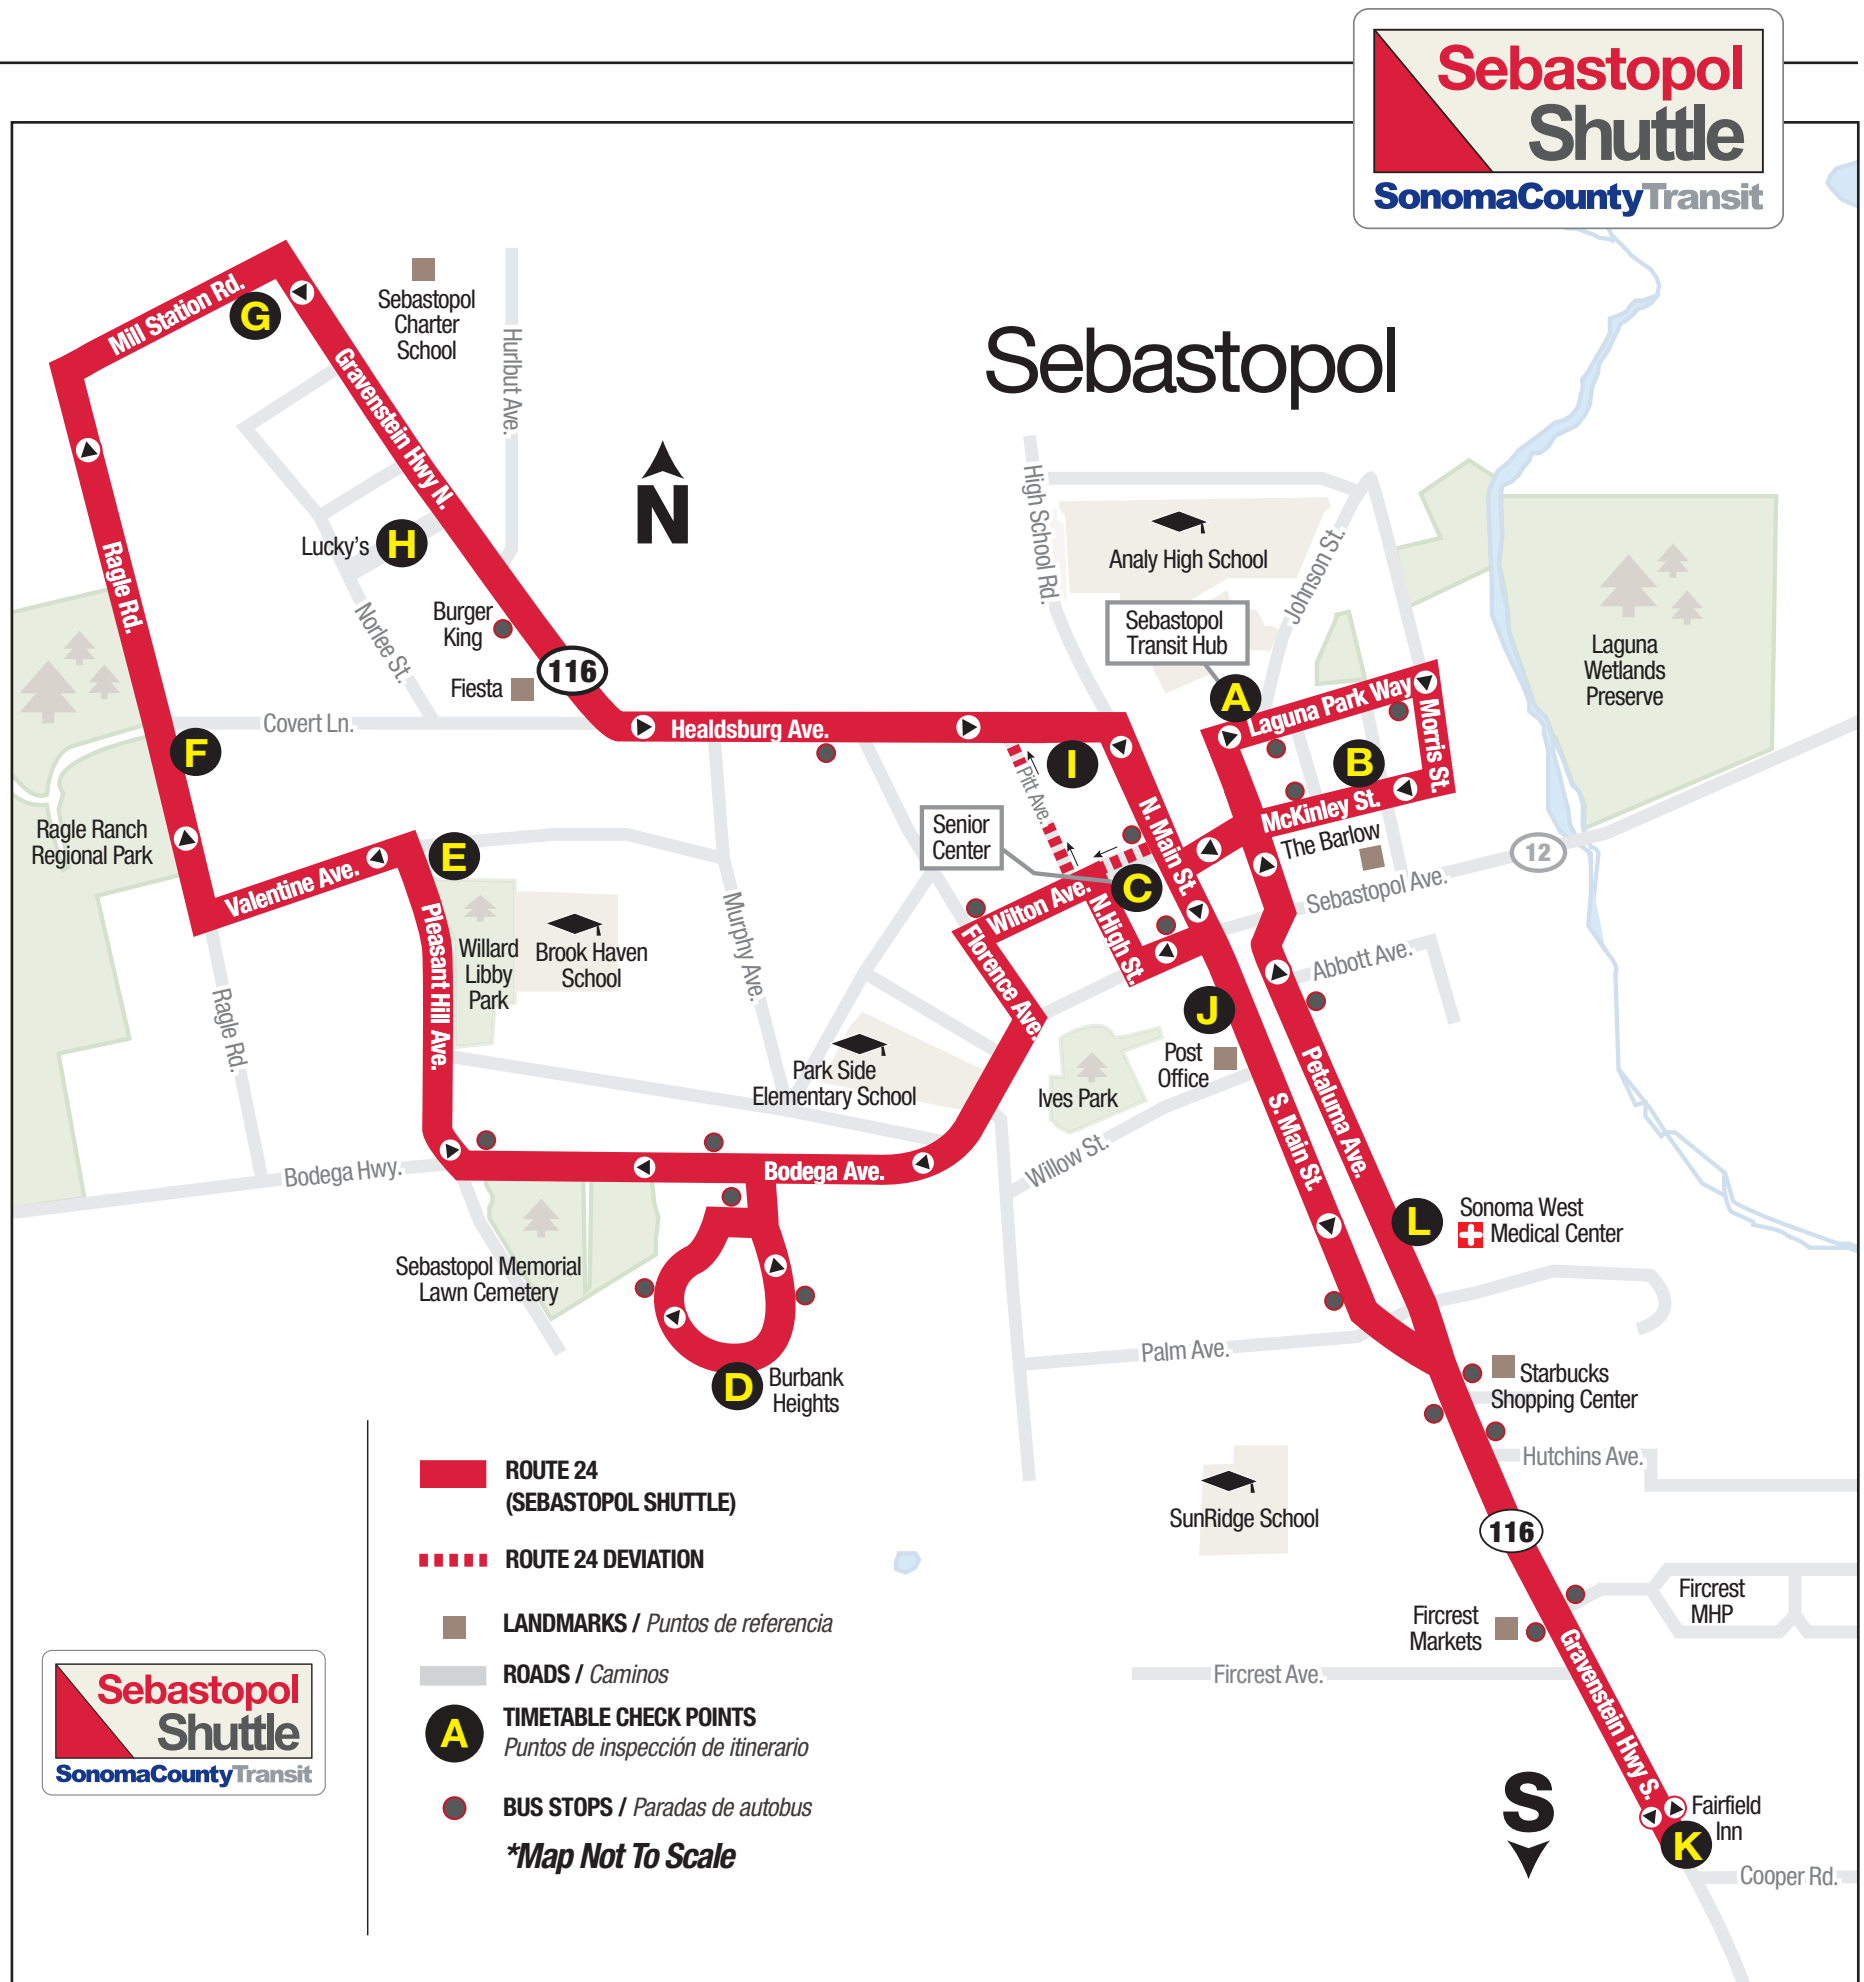 Sebastopol
Shuttle
SonomaCountyTransit
Sebastopol
Mill Station Rd.
G
Sebastopol
Charter
School
Hurlbut Ave.
Gravenstein Hwy N.
N
Lucky's
H
Norlee St.
Burger
King
Fiesta
116
Ragle Rd.
Covert Ln.
F
Ragle Ranch
Regional Park
Healdsburg Ave.
High School Rd.
Analy High School
Johnson St.
Sebastopol
Transit Hub
A
Laguna Park Way
Morris St.
B
McKinley St.
The Barlow
Laguna
Wetlands
Preserve
12
Sebastopol Ave.
Abbott Ave.
I
Pitt Ave.
N. Main St.
Senior
Center
C
Wilton Ave.
N.High St.
Florence Ave.
E
Valentine Ave.
Pleasant Hill Ave.
Willard
Libby
Park
Brook Haven
School
Murphy Ave.
Ragle Rd.
Park Side
Elementary School
J
Post
Office
Ives Park
Willow St.
S. Main St.
Petaluma Ave.
Bodega Hwy.
Bodega Ave.
Sebastopol Memorial
Lawn Cemetery
D
Burbank
Heights
L
Sonoma West
Medical Center
Palm Ave.
Starbucks
Shopping Center
Hutchins Ave.
SunRidge School
116
Fircrest
MHP
Fircrest
Markets
Fircrest Ave.
Gravenstein Hwy S.
Fairfield
Inn
K
Cooper Rd.
S
ROUTE 24
(SEBASTOPOL SHUTTLE)
ROUTE 24 DEVIATION
LANDMARKS / Puntos de referencia
ROADS / Caminos
A
TIMETABLE CHECK POINTS
Puntos de inspección de itinerario
BUS STOPS / Paradas de autobus
*Map Not To Scale
Sebastopol
Shuttle
SonomaCountyTransit